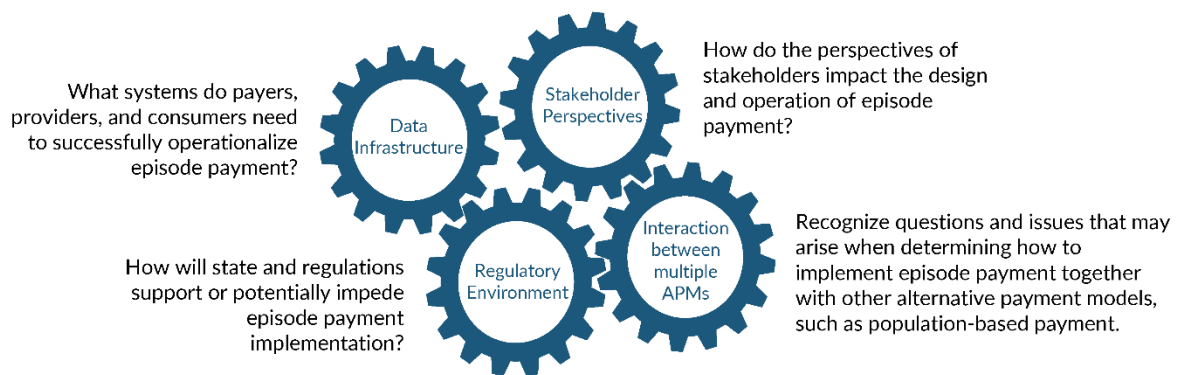 What systems do payers,
providers, and consumers need
to successfully operationalize
episode payment?
Data
Infrastructure
Stakeholder
Perspectives
How do the perspectives of
stakeholders impact the design
and operation of episode
payment?
How will state and regulations
support or potentially impede
episode payment
implementation?
Regulatory
Environment
Interaction
between
multiple
APMs
Recognize questions and issues that may
arise when determining how to
implement episode payment together
with other alternative payment models,
such as population-based payment.